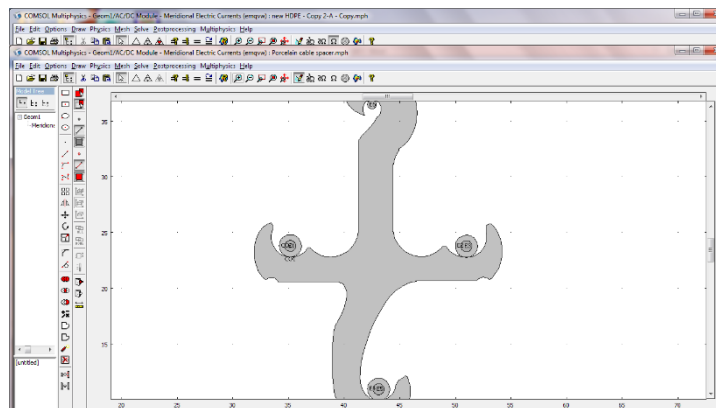 COMSOL Multiphysics - Geom1/AC/DC Module - Meridional Electric Currents (emqvw) : new HDPE - Copy 2-A - Copy.mph
File Edit Options Draw Physics Mesh Solve Postprocessing Multiphysics Help
COMSOL Multiphysics - Geom1/AC/DC Module - Meridional Electric Currents (emqvw) : Porcelain cable spacer.mph
File Edit Options Draw Physics Mesh Solve Postprocessing Multiphysics Help
Model Tree
Geom1
35
30
25
20
15
[untitled]
20 25 30 35 40 45 50 55 60 65 70